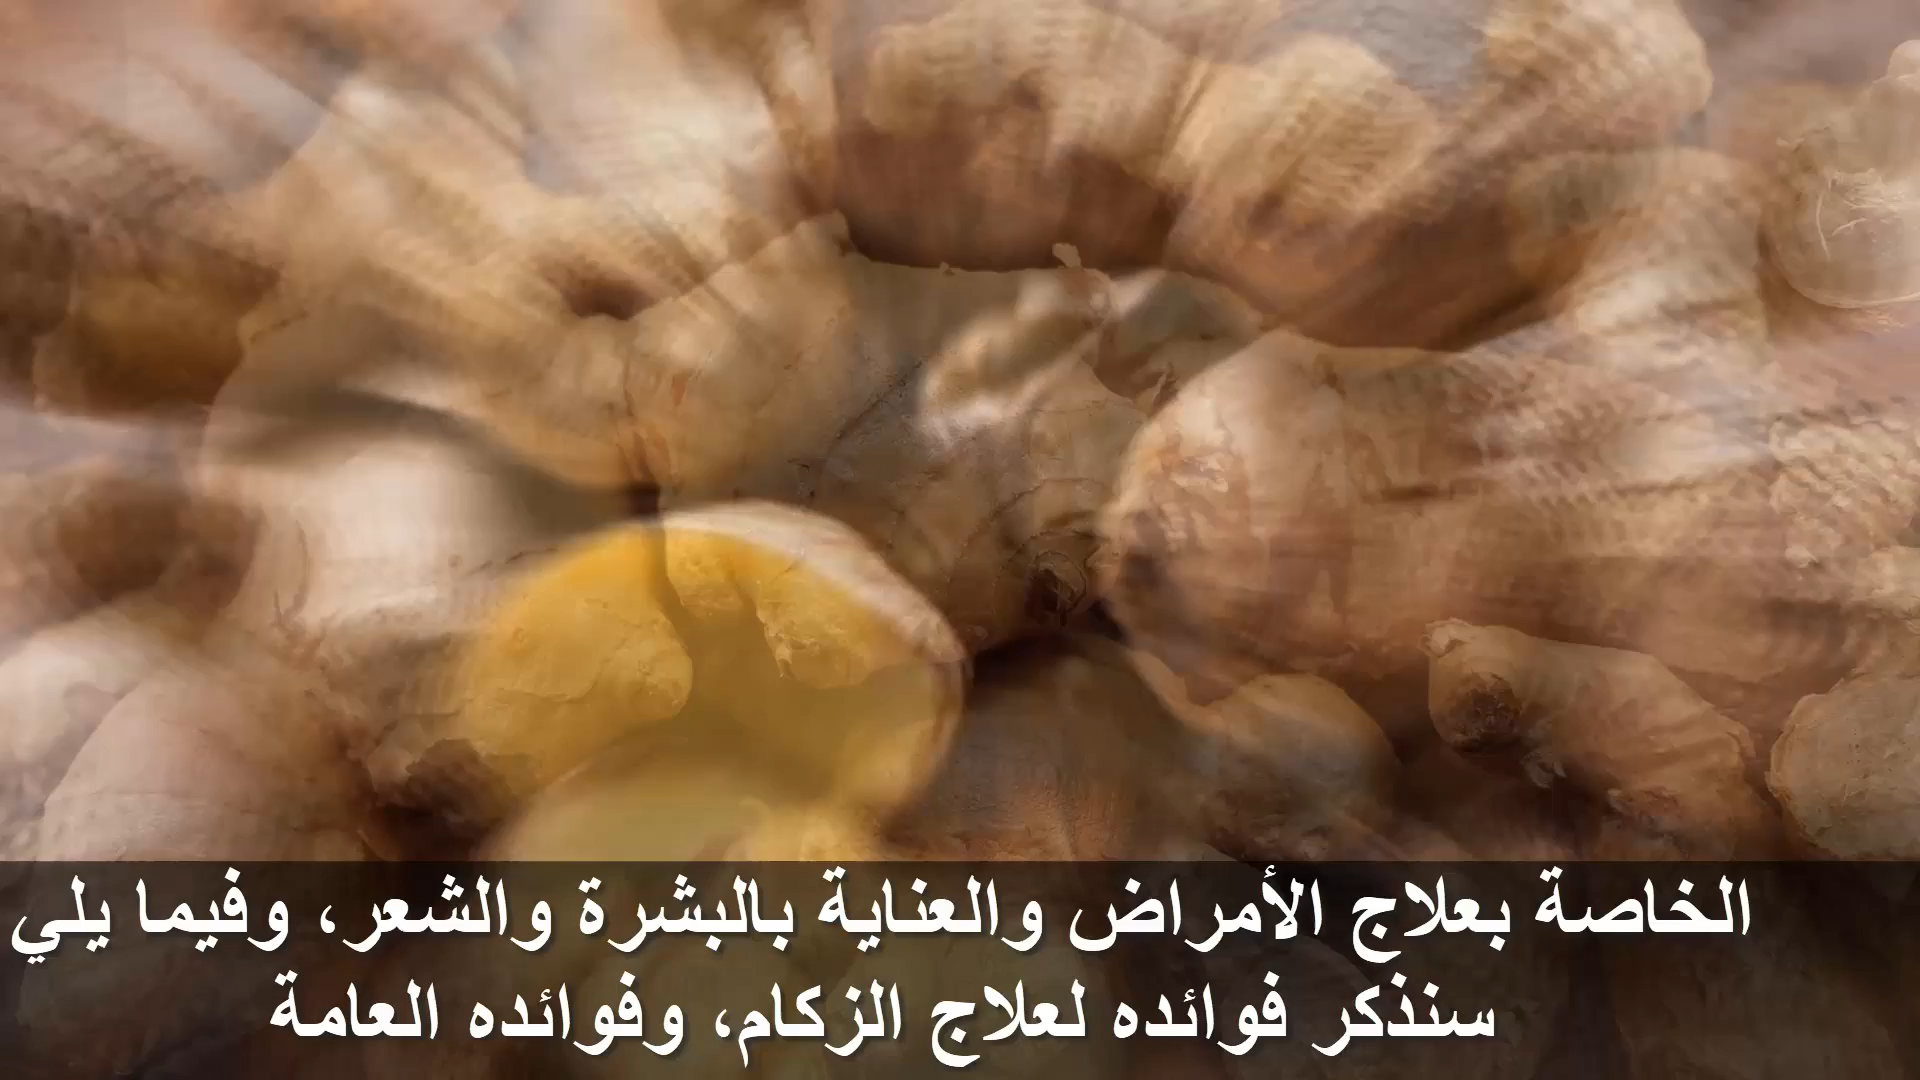 الخاصة بعلاج الأمراض والعناية بالبشرة والشعر، وفيما يلي
سنذكر فوائده لعلاج الزكام، وفوائده العامة